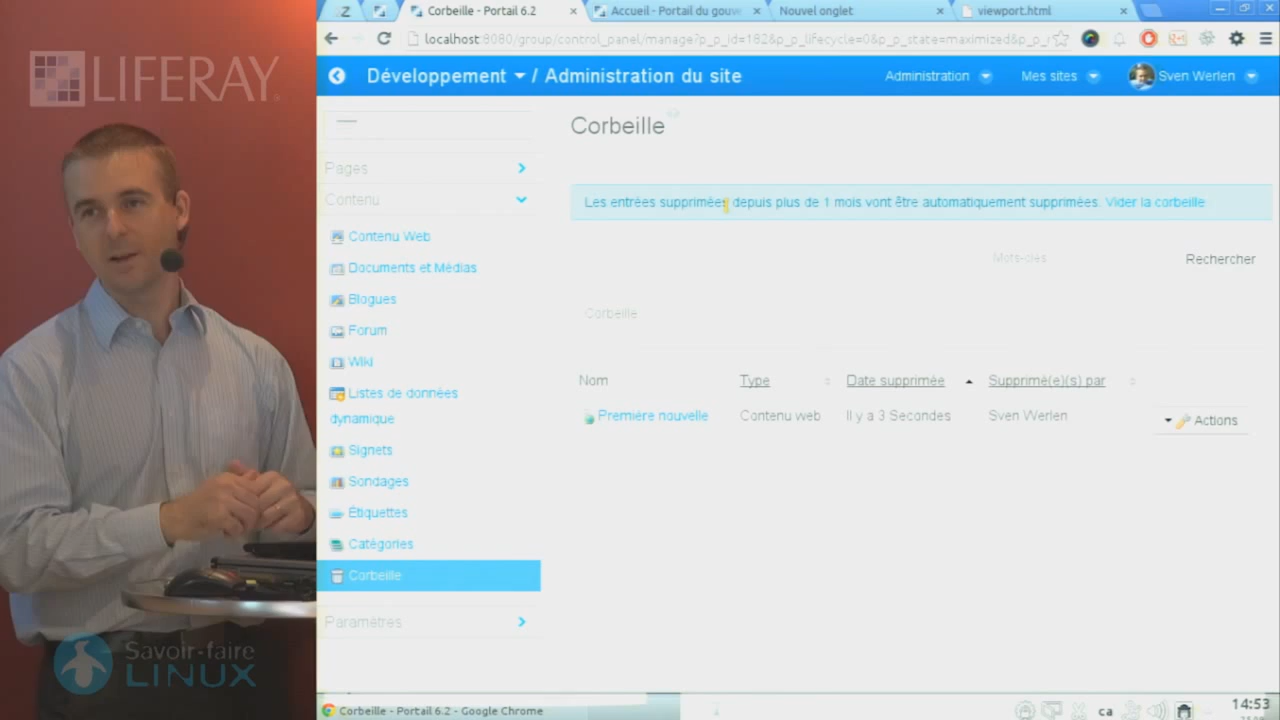 LIFERAY
Z
Corbeille - Portail 6.2
Accueil - Portail du gouv
Nouvel onglet
viewport.html
localhost:8080/group/control_panel/manage?p_p_id=182&p_p_lifecycle=0&p_p_state=maximized&p_p_
Développement / Administration du site
Administration
Mes sites
Sven Werlen
Pages
Contenu
Contenu Web
Documents et Médias
Blogues
Forum
Wiki
Listes de données
dynamique
Signets
Sondages
Étiquettes
Catégories
Corbeille
Paramètres
Corbeille
Les entrées supprimées depuis plus de 1 mois vont être automatiquement supprimées. Vider la corbeille
Mots-clés
Rechercher
Corbeille
Nom
Type
Date supprimée
Supprimé(e)(s) par
Première nouvelle
Contenu web
Il y a 3 Secondes
Sven Werlen
Actions
Savoir-faire
LINUX
Corbeille - Portail 6.2 - Google Chrome
ca
14:53